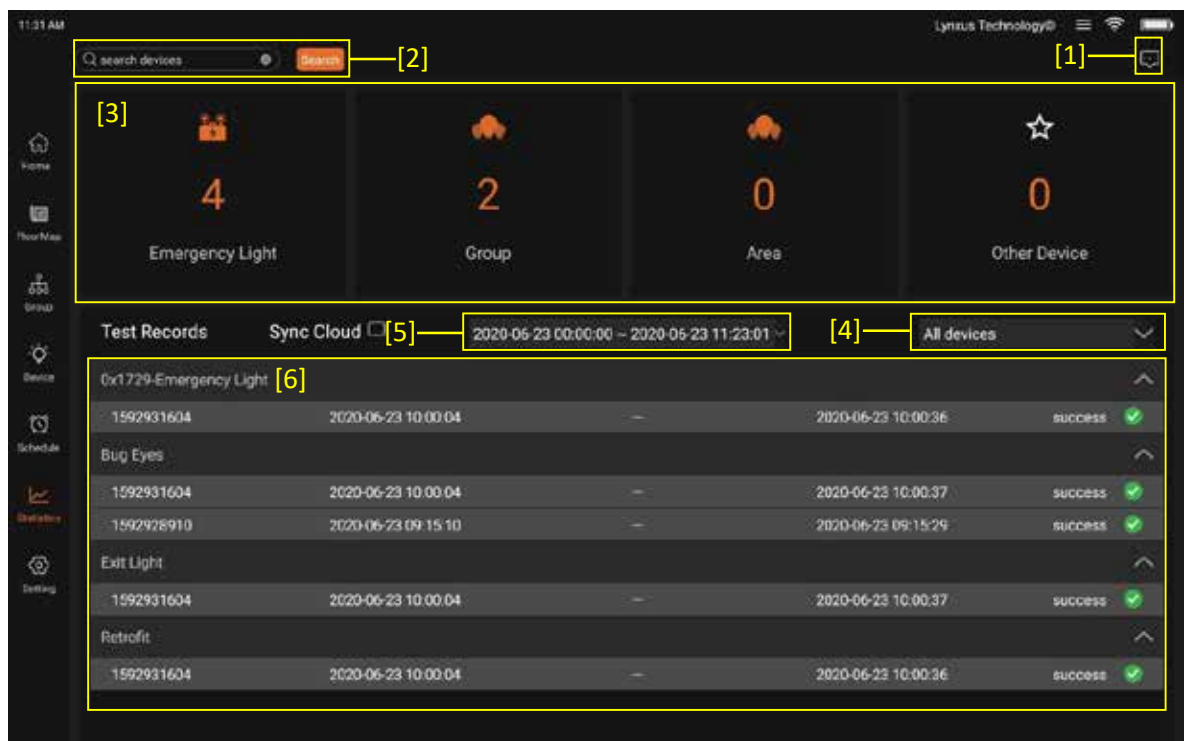 11:31 AM
Lynxus Technology©
search devices
Search
[2]
[1]
[3]
4
2
0
0
Emergency Light
Group
Area
Other Device
Home
FloorMap
Group
Device
Schedule
Statistics
Setting
Test Records
Sync Cloud
[5]
2020-06-23 00:00:00 ~ 2020-06-23 11:23:01
[4]
All devices
0x1729-Emergency Light
[6]
1592931604 2020-06-23 10:00:04 — 2020-06-23 10:00:36 success
Bug Eyes
1592931604 2020-06-23 10:00:04 — 2020-06-23 10:00:37 success
1592928910 2020-06-23 09:15:10 — 2020-06-23 09:15:29 success
Exit Light
1592931604 2020-06-23 10:00:04 — 2020-06-23 10:00:37 success
Retrofit
1592931604 2020-06-23 10:00:04 — 2020-06-23 10:00:36 success